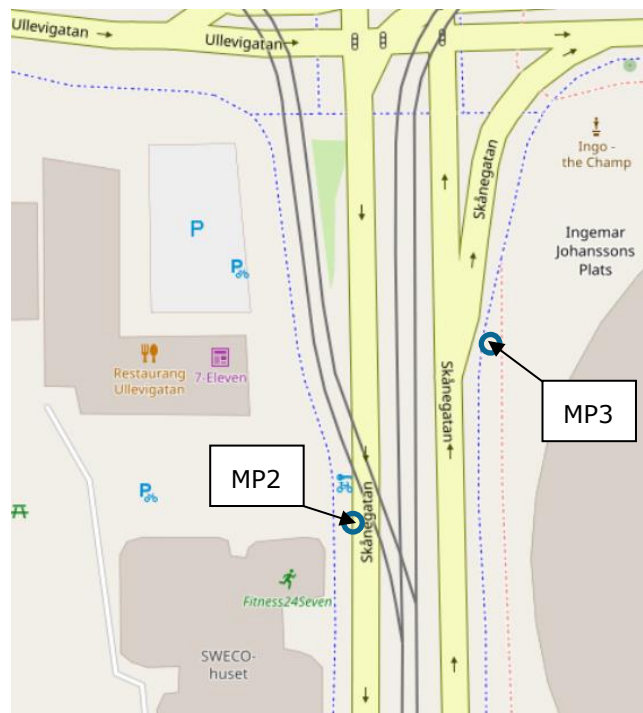 Ullevigatan
Ullevigatan
Skånegatan
Ingo -
the Champ
Ingemar
Johanssons
Plats
P
P
Restaurang
Ullevigatan
7-Eleven
Skånegatan
MP3
MP2
P
Skånegatan
Fitness24Seven
SWECO-
huset